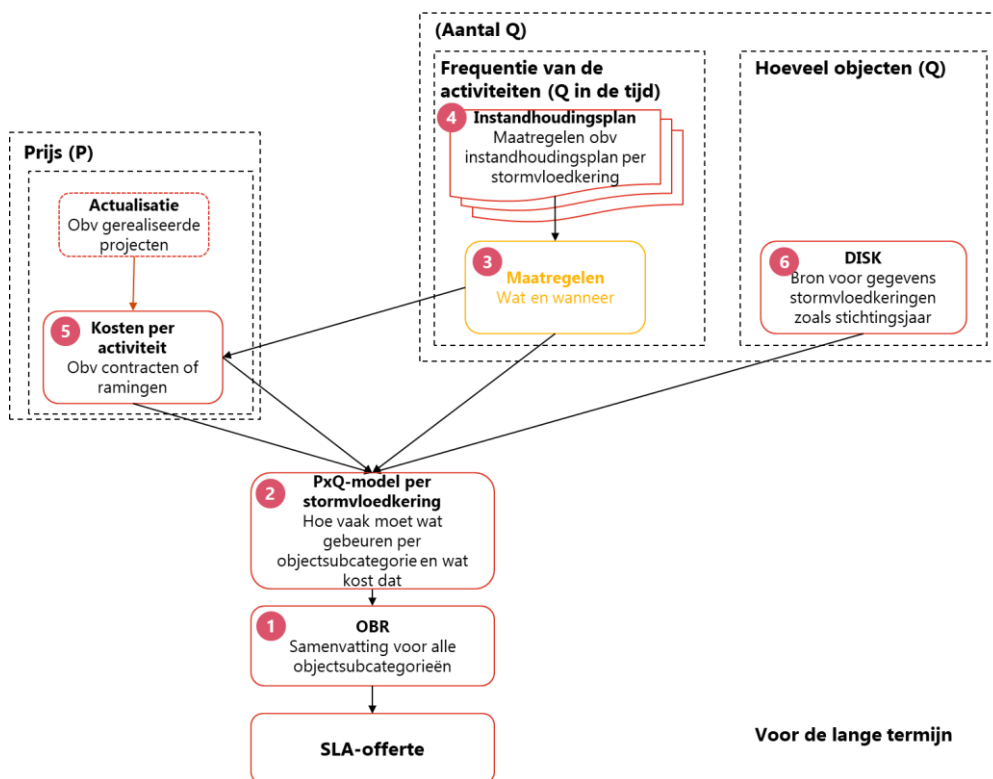 (Aantal Q)
Frequentie van de
activiteiten (Q in de tijd)
Hoeveel objecten (Q)
4
Instandhoudingsplan
Maatregelen obv
instandhoudingsplan per
stormvloedkering
Prijs (P)
Actualisatie
Obv gerealiseerde
projecten
3
Maatregelen
Wat en wanneer
6
DISK
Bron voor gegevens
stormvloedkeringen
zoals stichtingsjaar
5
Kosten per
activiteit
Obv contracten of
ramingen
2
PxQ-model per
stormvloedkering
Hoe vaak moet wat
gebeuren per
objectsubcategorie en wat
kost dat
1
OBR
Samenvatting voor alle
objectsubcategorieën
SLA-offerte
Voor de lange termijn